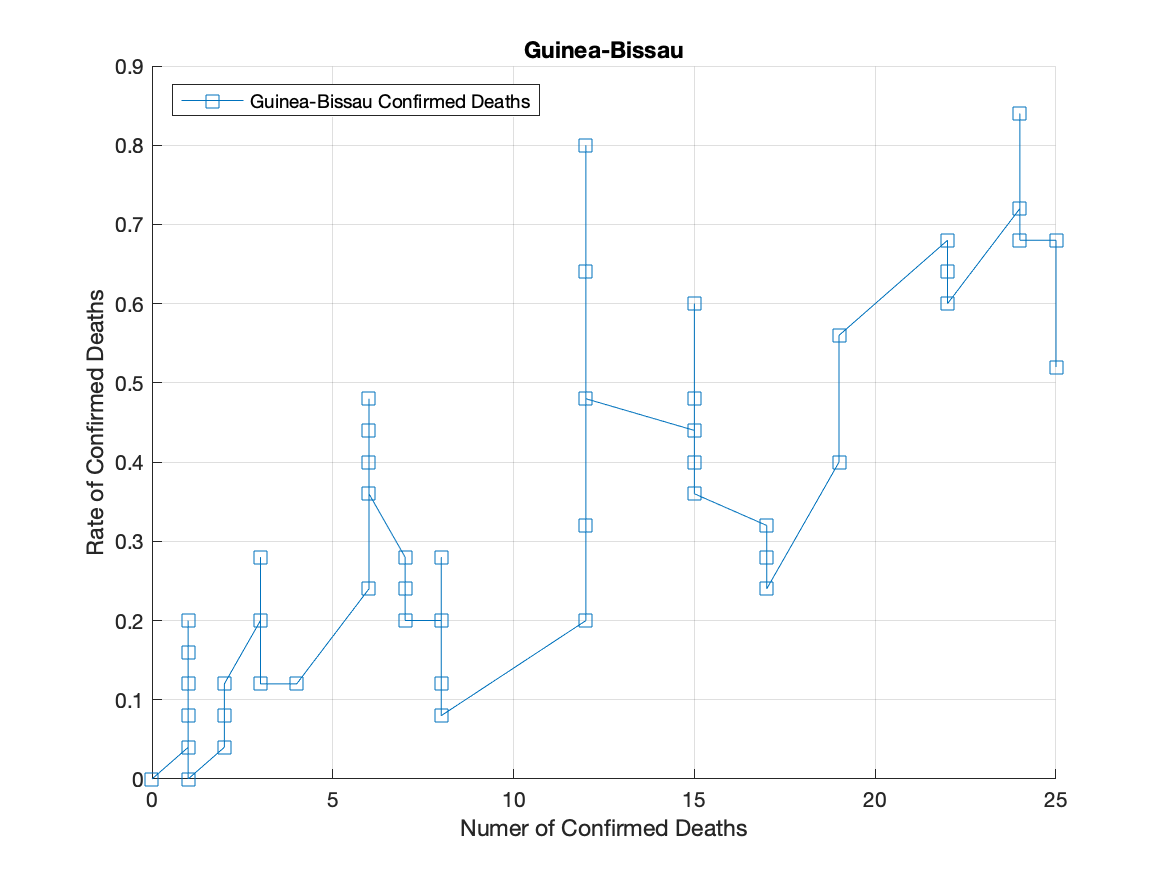 Guinea-Bissau
Guinea-Bissau Confirmed Deaths
Rate of Confirmed Deaths
0.9
0.8
0.7
0.6
0.5
0.4
0.3
0.2
0.1
0
0 5 10 15 20 25
Numer of Confirmed Deaths